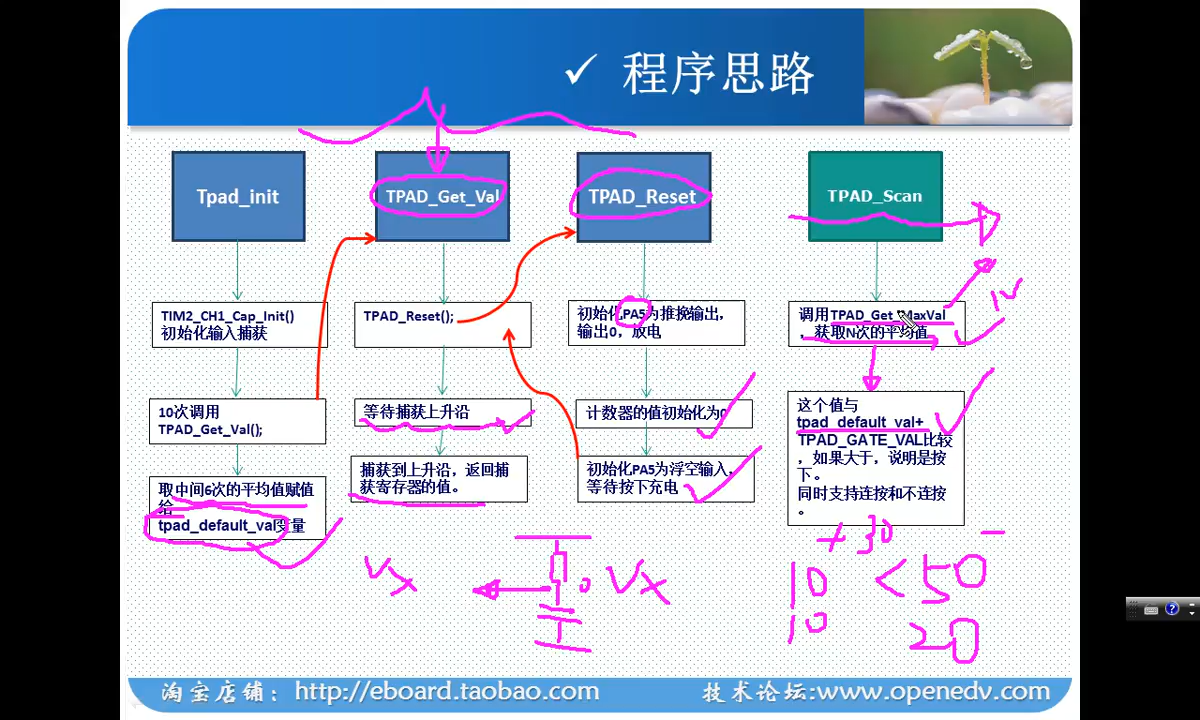 ✓ 程序思路
Tpad_init
TPAD_Get_Val
TPAD_Reset
TPAD_Scan
TIM2_CH1_Cap_Init()
初始化输入捕获
10次调用
TPAD_Get_Val();
取中间6次的平均值赋值
给
tpad_default_val变量
TPAD_Reset();
等待捕获上升沿
捕获到上升沿，返回捕
获寄存器的值。
初始化PA5为推挽输出，
输出0，放电
计数器的值初始化为0
初始化PA5为浮空输入，
等待按下充电
调用TPAD_Get_MaxVal
，获取N次的平均值
这个值与
tpad_default_val+
TPAD_GATE_VAL比较
，如果大于，说明是按
下。
同时支持连接和不连接
。
Vx
Vx
+30
10 <50
10
20
淘宝店铺：http://eboard.taobao.com
技术论坛:www.openedv.com